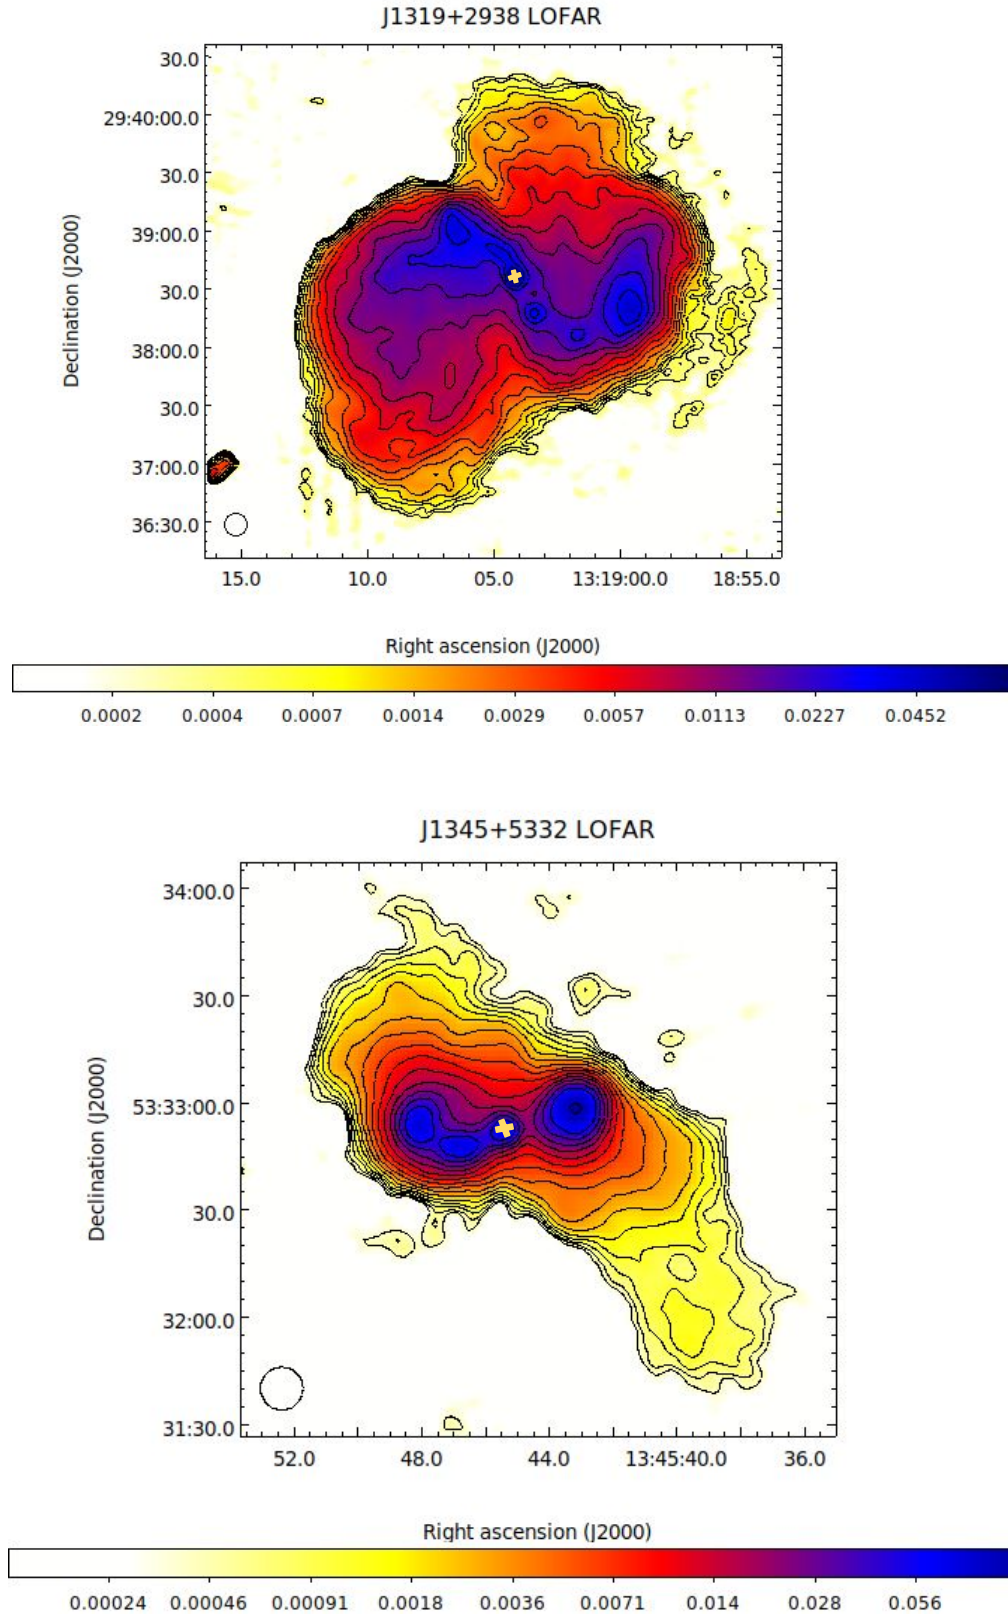 J1319+2938 LOFAR
30.0
29:40:00.0
30.0
39:00.0
30.0
38:00.0
30.0
37:00.0
36:30.0
Declination (J2000)
15.0 10.0 05.0 13:19:00.0 18:55.0
Right ascension (J2000)
0.0002 0.0004 0.0007 0.0014 0.0029 0.0057 0.0113 0.0227 0.0452
J1345+5332 LOFAR
34:00.0
30.0
53:33:00.0
30.0
32:00.0
31:30.0
Declination (J2000)
52.0 48.0 44.0 13:45:40.0 36.0
Right ascension (J2000)
0.00024 0.00046 0.00091 0.0018 0.0036 0.0071 0.014 0.028 0.056